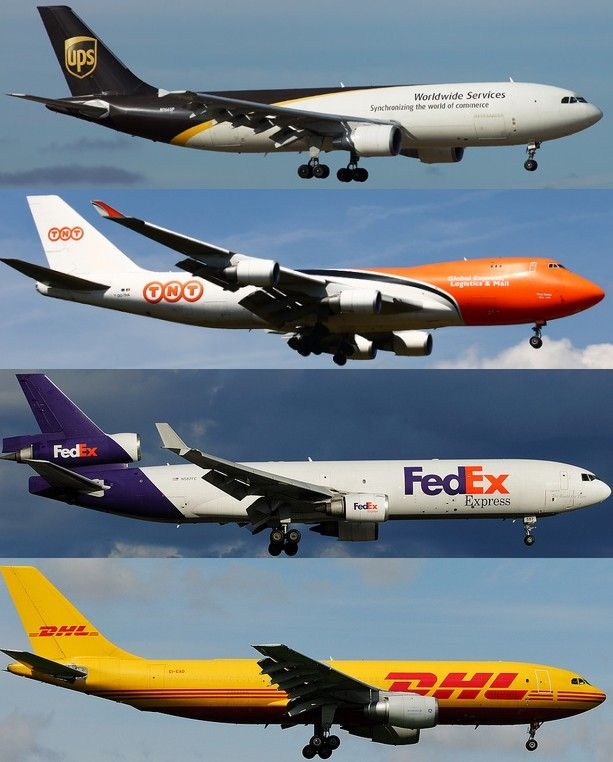 ups
Worldwide Services
Synchronizing the world of commerce
TNT
TNT
Global Express
Logistics & Mail
FedEx
FedEx
FedEx
Express
DHL
DHL